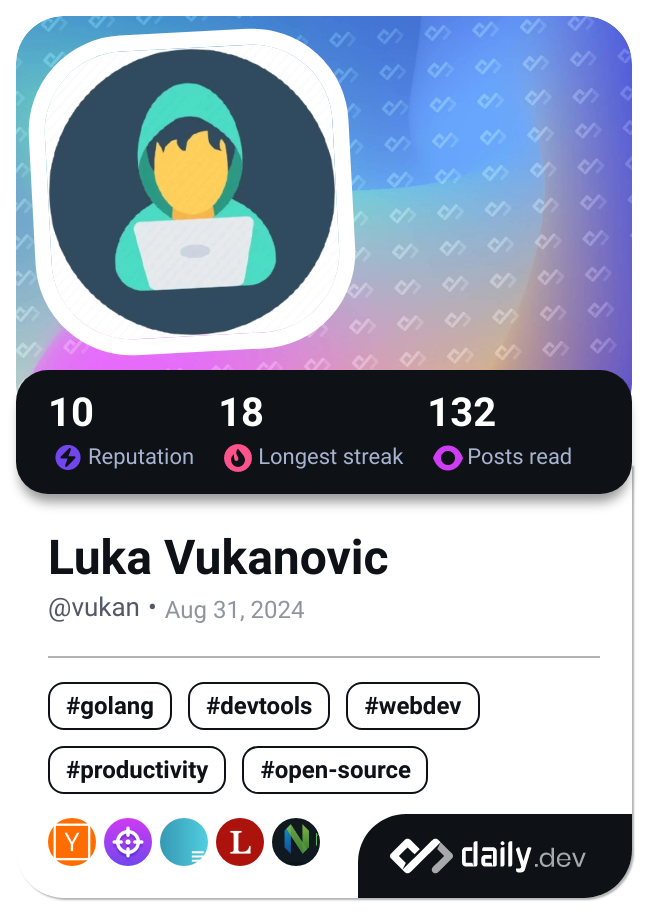 10 18 132
Reputation Longest streak Posts read
Luka Vukanovic
@vukan • Aug 31, 2024
#golang #devtools #webdev
#productivity #open-source
Y L N
daily.dev